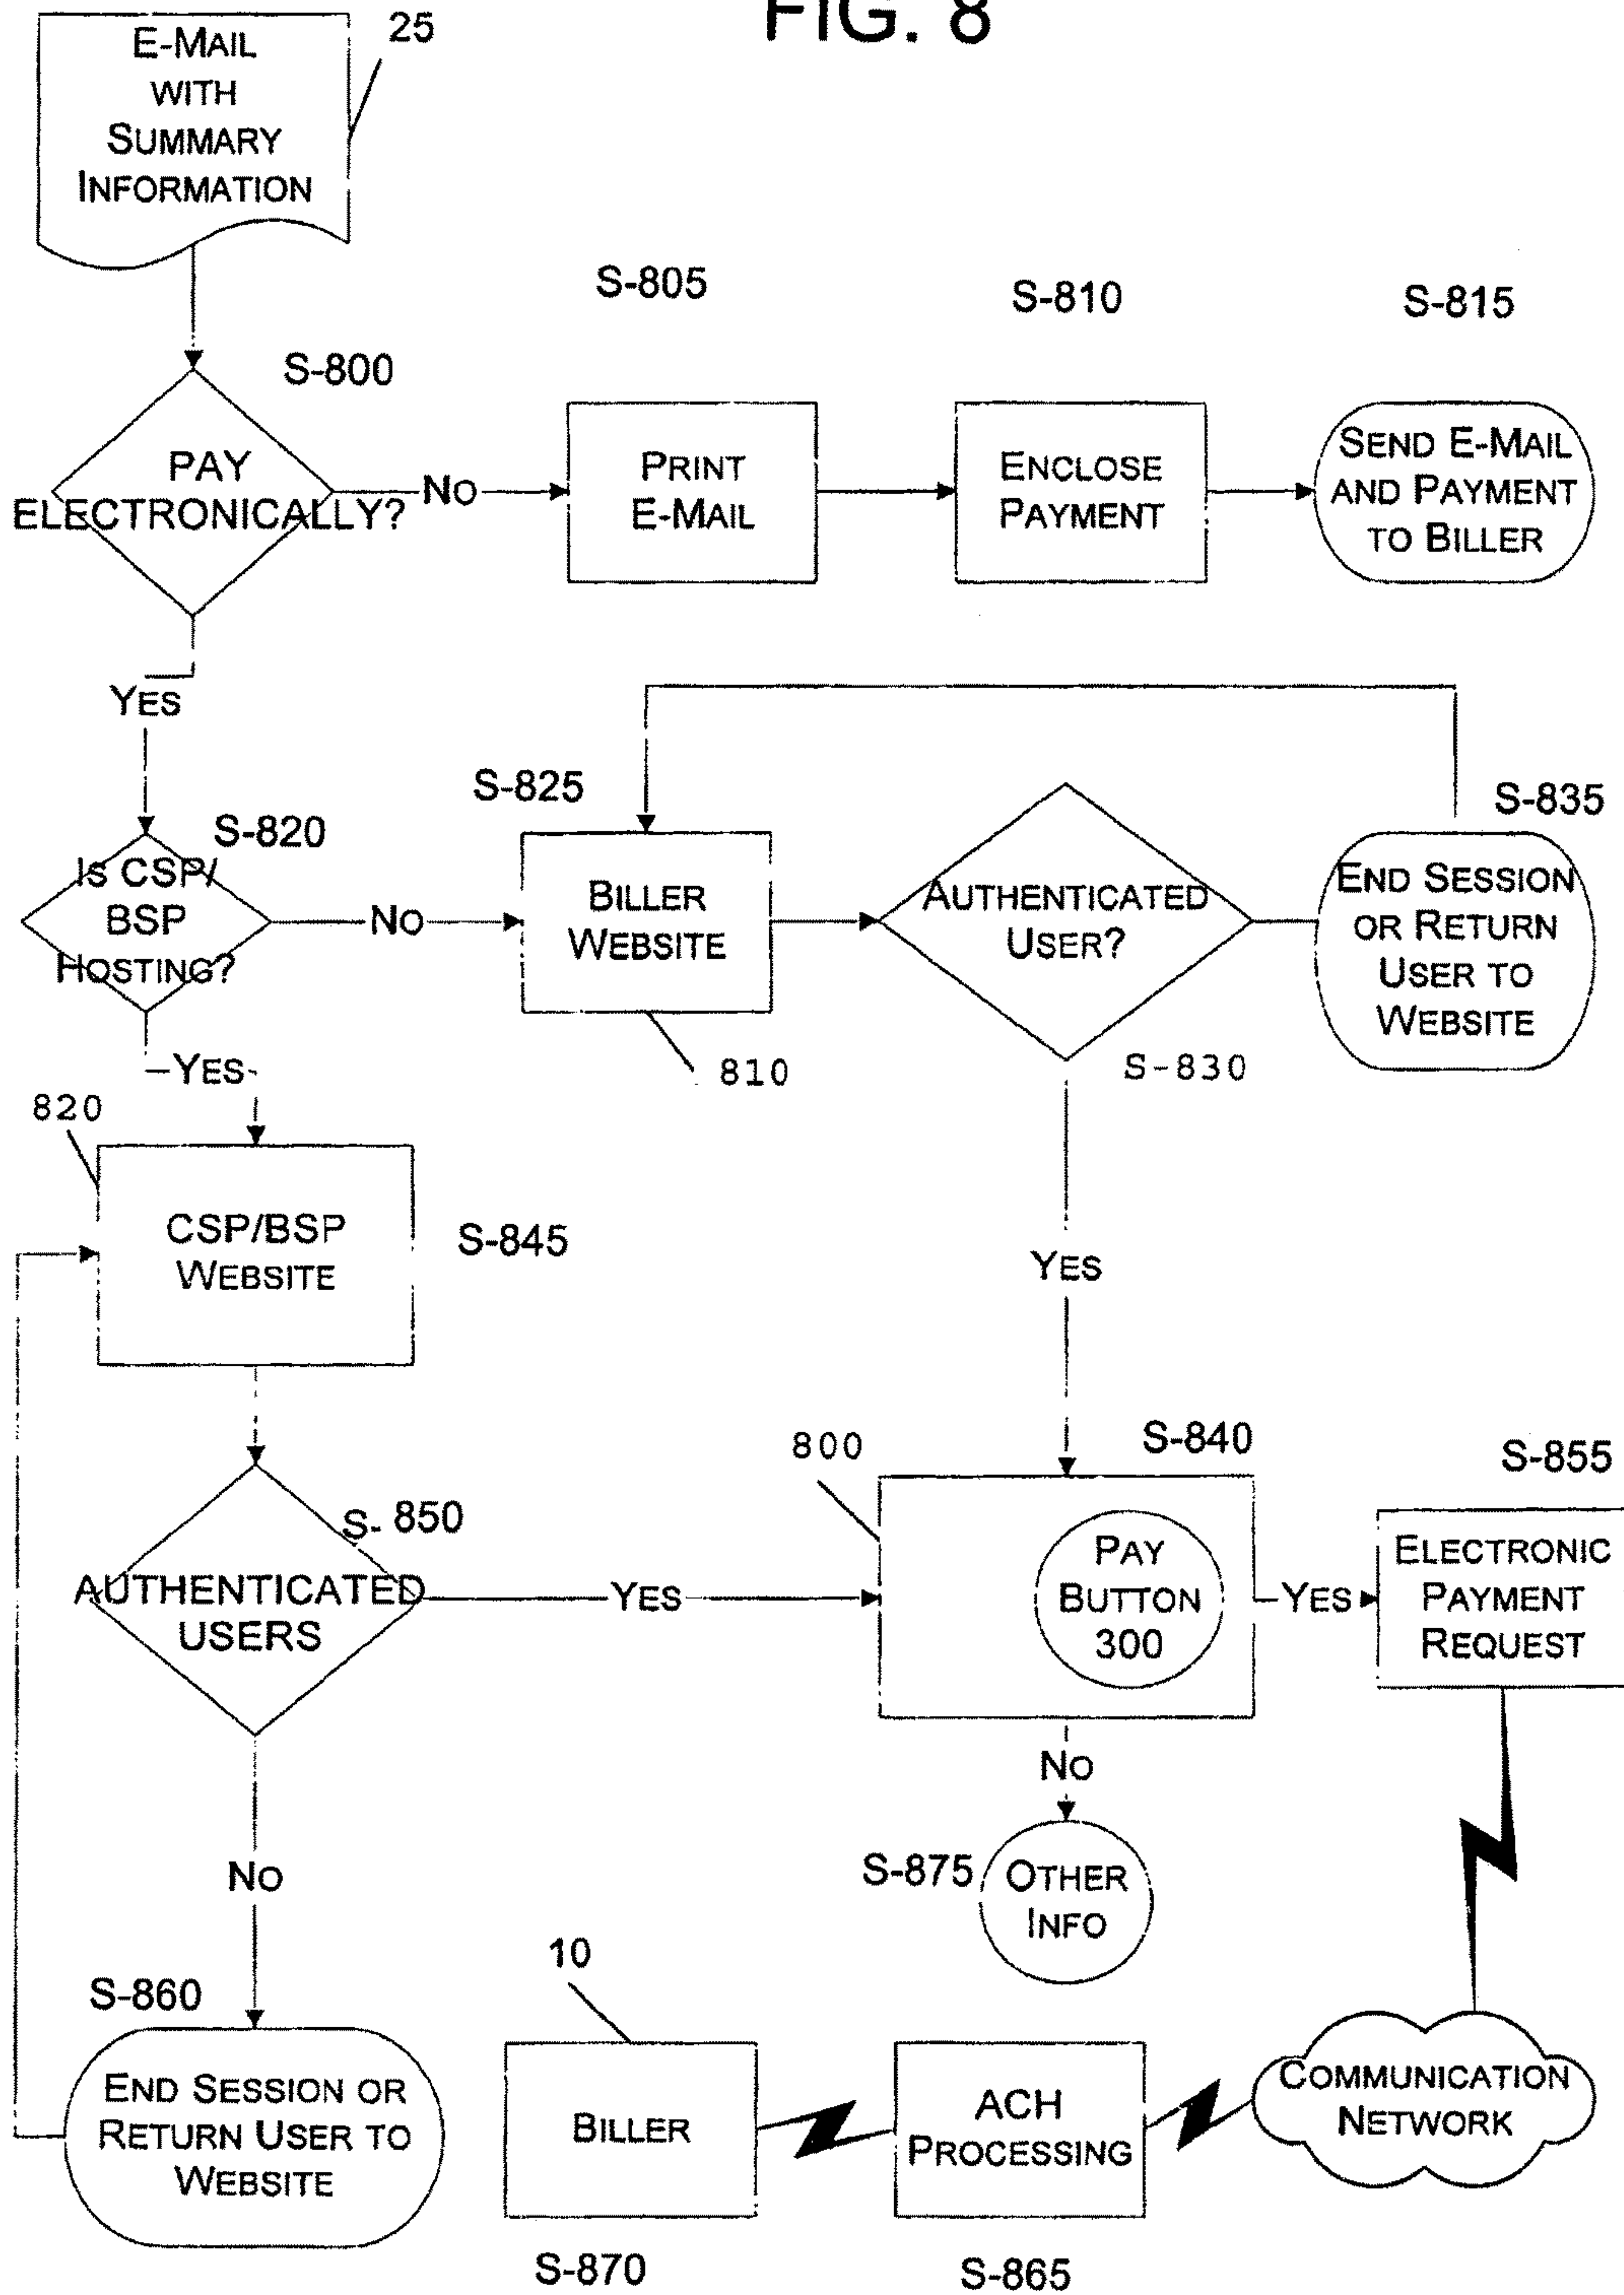 FIG. 8
E-MAIL
WITH
SUMMARY
INFORMATION
25
S-800
PAY
ELECTRONICALLY?
NO
S-805
PRINT
E-MAIL
S-810
ENCLOSE
PAYMENT
S-815
SEND E-MAIL
AND PAYMENT
TO BILLER
YES
S-820
IS CSP/
BSP
HOSTING?
NO
S-825
BILLER
WEBSITE
810
AUTHENTICATED
USER?
S-830
S-835
END SESSION
OR RETURN
USER TO
WEBSITE
YES
820
CSP/BSP
WEBSITE
S-845
YES
S-850
AUTHENTICATED
USERS
YES
800
S-840
PAY
BUTTON
300
YES
S-855
ELECTRONIC
PAYMENT
REQUEST
NO
S-875
OTHER
INFO
NO
S-860
END SESSION OR
RETURN USER TO
WEBSITE
10
BILLER
S-870
ACH
PROCESSING
S-865
COMMUNICATION
NETWORK